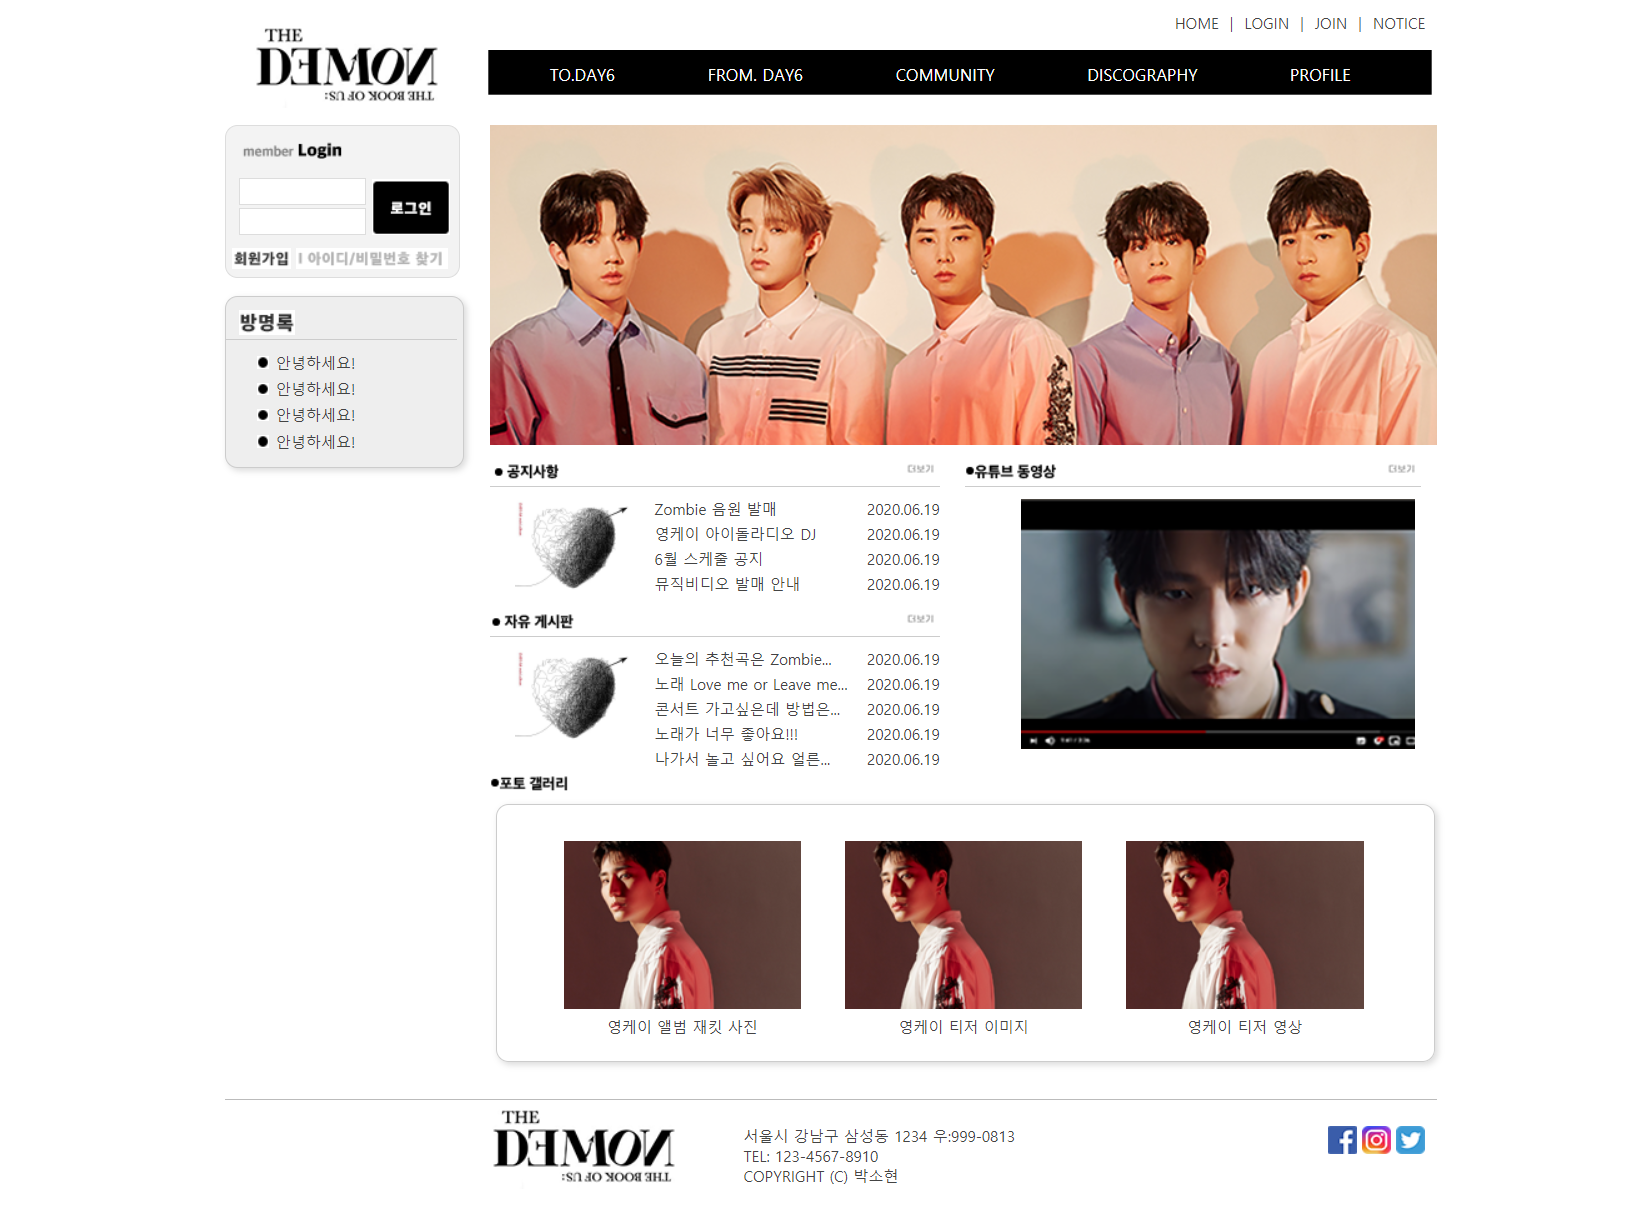 HOME | LOGIN | JOIN | NOTICE
THE
DEMON
THE BOOK OF US:
TO.DAY6 FROM. DAY6 COMMUNITY DISCOGRAPHY PROFILE
member Login
로그인
회원가입 | 아이디/비밀번호 찾기
방명록
안녕하세요!
안녕하세요!
안녕하세요!
안녕하세요!
공지사항 더보기
Zombie 음원 발매 2020.06.19
영케이 아이돌라디오 DJ 2020.06.19
6월 스케줄 공지 2020.06.19
뮤직비디오 발매 안내 2020.06.19
유튜브 동영상 더보기
자유 게시판 더보기
오늘의 추천곡은 Zombie... 2020.06.19
노래 Love me or Leave me... 2020.06.19
콘서트 가고싶은데 방법은... 2020.06.19
노래가 너무 좋아요!!! 2020.06.19
나가서 놀고 싶어요 얼른... 2020.06.19
포토 갤러리
영케이 앨범 재킷 사진
영케이 티저 이미지
영케이 티저 영상
THE
DEMON
THE BOOK OF US:
서울시 강남구 삼성동 1234 우:999-0813
TEL: 123-4567-8910
COPYRIGHT (C) 박소현